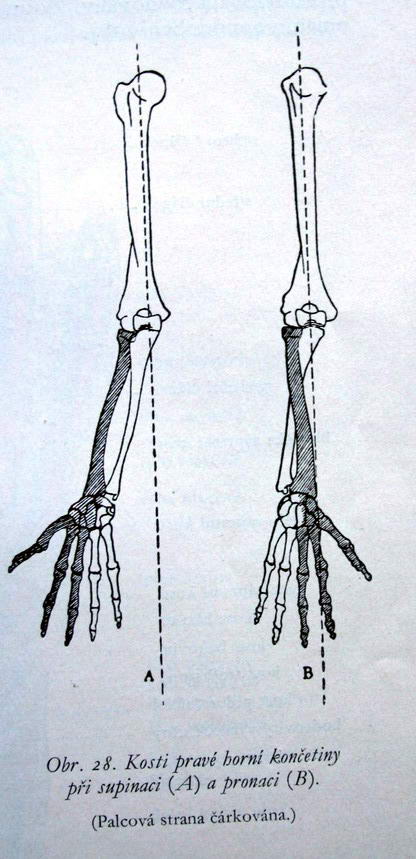 A
B
Obr. 28. Kosti pravé horní končetiny
při supinaci (A) a pronaci (B).
(Palcová strana čárkována.)